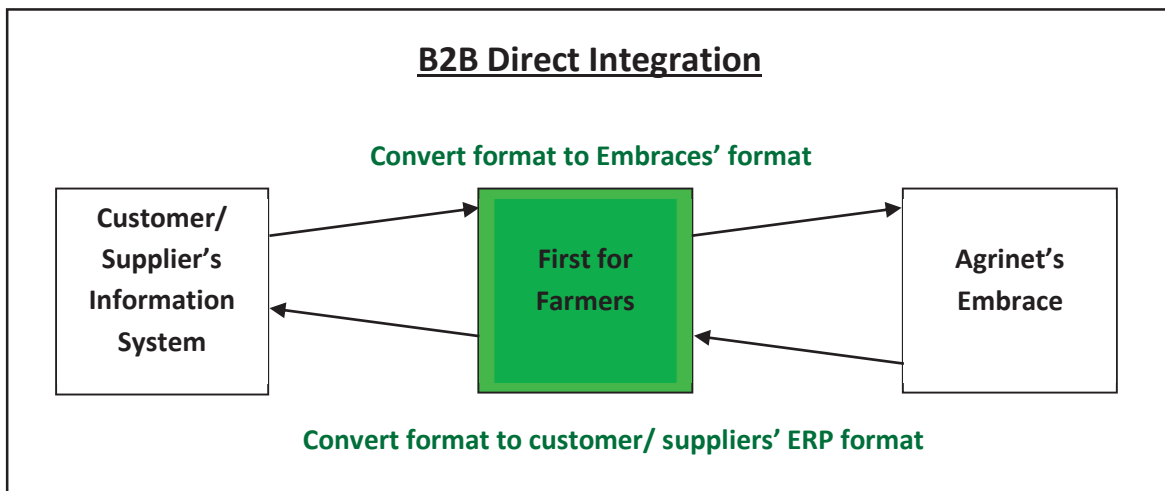 B2B Direct Integration
Convert format to Embraces’ format
Customer/
Supplier’s
Information
System
First for
Farmers
Agrinet’s
Embrace
Convert format to customer/ suppliers’ ERP format